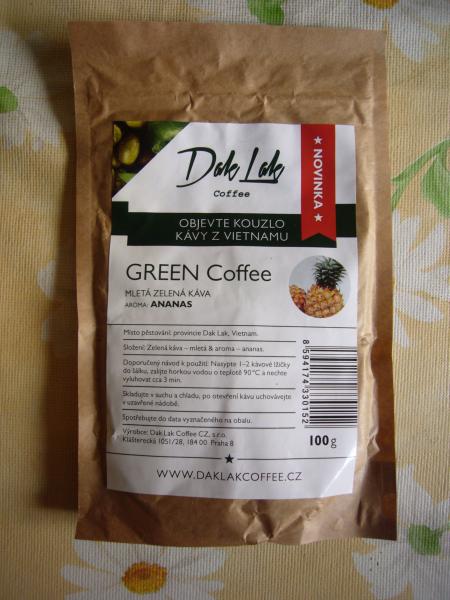 Dak Lak
Coffee
★ NOVINKA ★
OBJEVTE KOUZLO
KÁVY Z VIETNAMU
GREEN Coffee
MLETÁ ZELENÁ KÁVA
AROMA: ANANAS
Místo pěstování: provincie Dak Lak, Vietnam.
Složení: Zelená káva – mletá & aroma – ananas.
Doporučený návod k použití: Nasypte 1–2 kávové lžičky
do šálku, zalijte horkou vodou o teplotě 90 °C a nechte
vyluhovat cca 3 min.
Skladujte v suchu a chladu, po otevření kávu uchovávejte
v uzavřené nádobě.
Spotřebujte do data vyznačeného na obalu.
Výrobce: Dak Lak Coffee CZ, s.r.o.
Klášterecká 1051/28, 184 00 Praha 8
8 594174 330152
100 g
★
WWW.DAKLAKCOFFEE.CZ